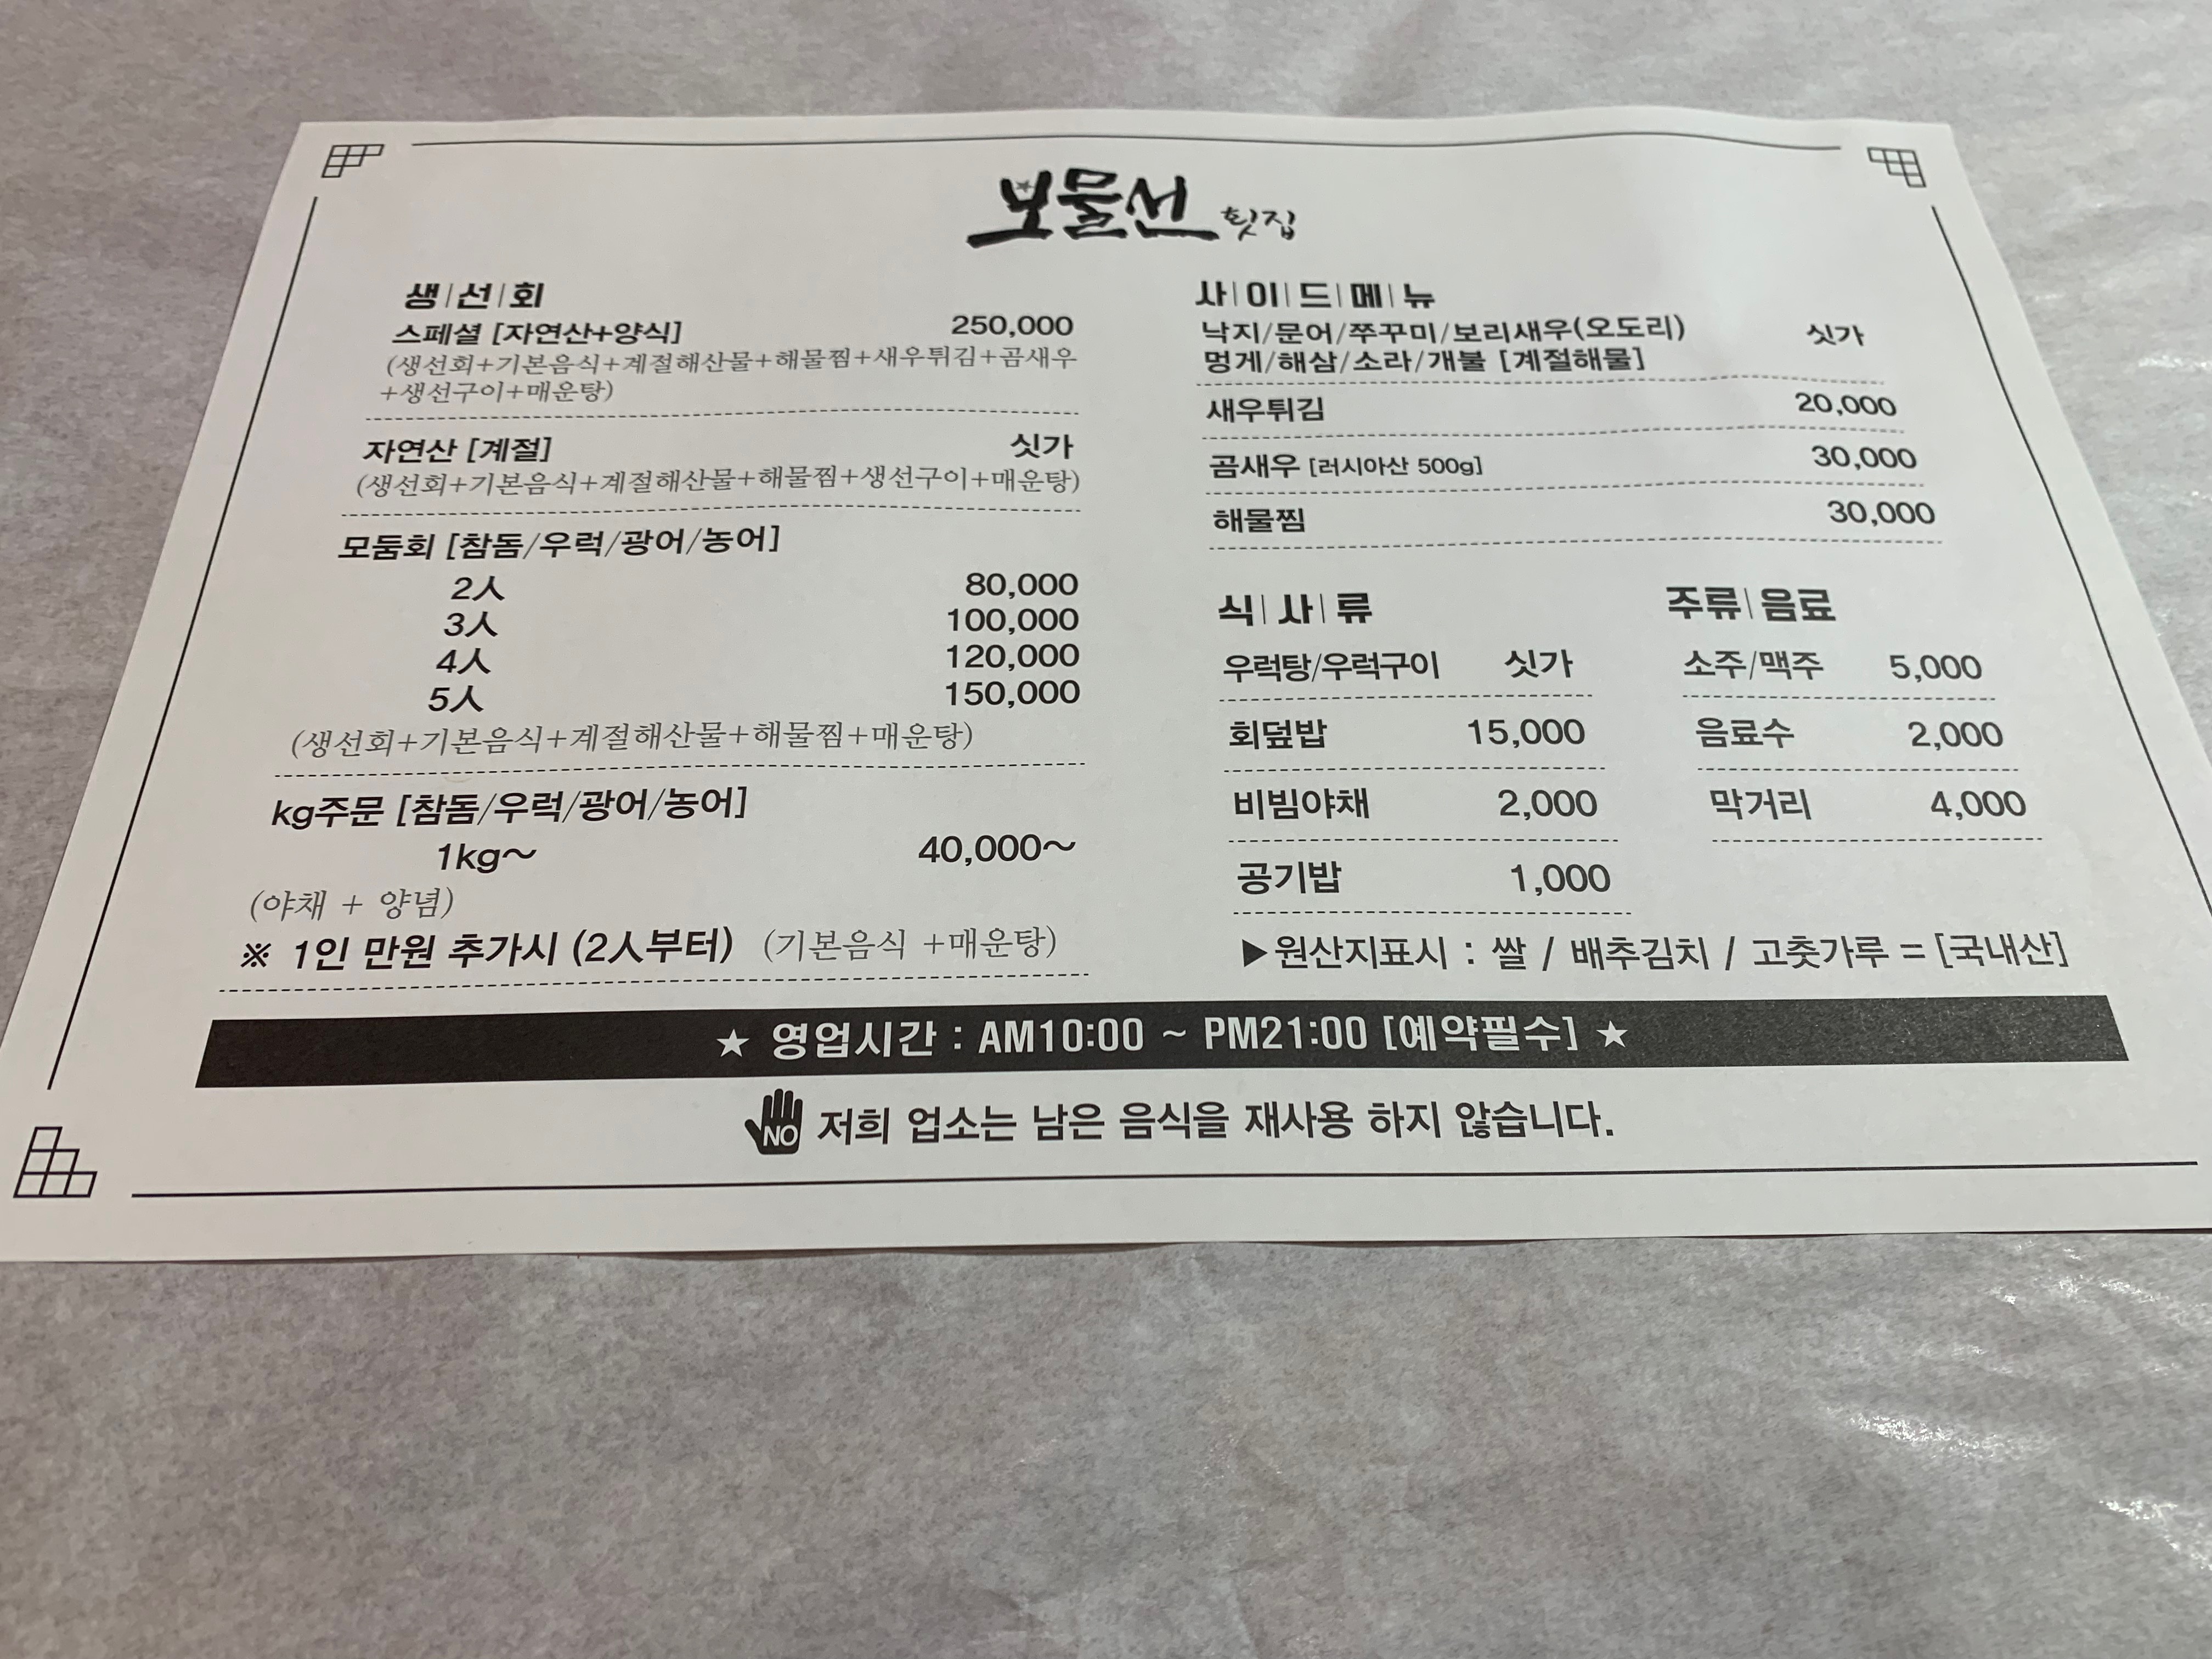 보물선 횟집
생|선|회
스페셜 [자연산+양식] 250,000
(생선회+기본음식+계절해산물+해물찜+새우튀김+곰새우
+생선구이+매운탕)
자연산 [계절] 싯가
(생선회+기본음식+계절해산물+해물찜+생선구이+매운탕)
모둠회 [참돔/우럭/광어/농어]
2人 80,000
3人 100,000
4人 120,000
5人 150,000
(생선회+기본음식+계절해산물+해물찜+매운탕)
kg주문 [참돔/우럭/광어/농어]
1kg~ 40,000~
(야채 + 양념)
※ 1인 만원 추가시 (2人부터) (기본음식 +매운탕)
사|이|드|메|뉴
낙지/문어/쭈꾸미/보리새우(오도리) 싯가
멍게/해삼/소라/개불 [계절해물]
새우튀김 20,000
곰새우 [러시아산 500g] 30,000
해물찜 30,000
식|사|류
우럭탕/우럭구이 싯가
회덮밥 15,000
비빔야채 2,000
공기밥 1,000
주류|음료
소주/맥주 5,000
음료수 2,000
막거리 4,000
▶원산지표시 : 쌀 / 배추김치 / 고춧가루 = [국내산]
★ 영업시간 : AM10:00 ~ PM21:00 [예약필수] ★
NO 저희 업소는 남은 음식을 재사용 하지 않습니다.